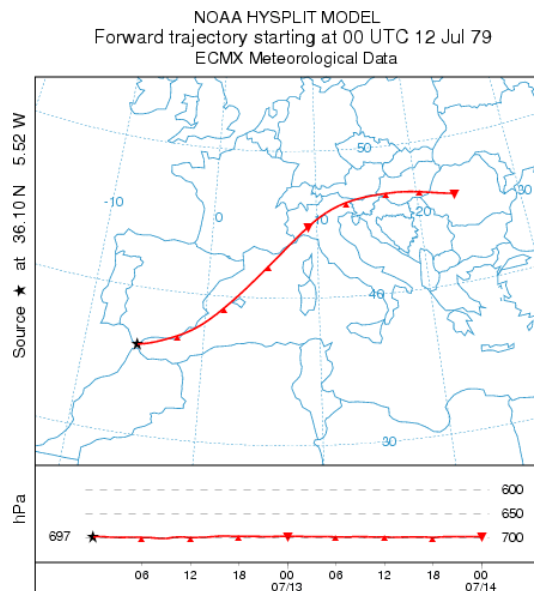 NOAA HYSPLIT MODEL
Forward trajectory starting at 00 UTC 12 Jul 79
ECMX Meteorological Data
Source ★ at 36.10 N 5.52 W
50
-10
0
10
20
30
40
30
hPa
600
650
697
700
06 12 18 00 06 12 18 00
07/13 07/14